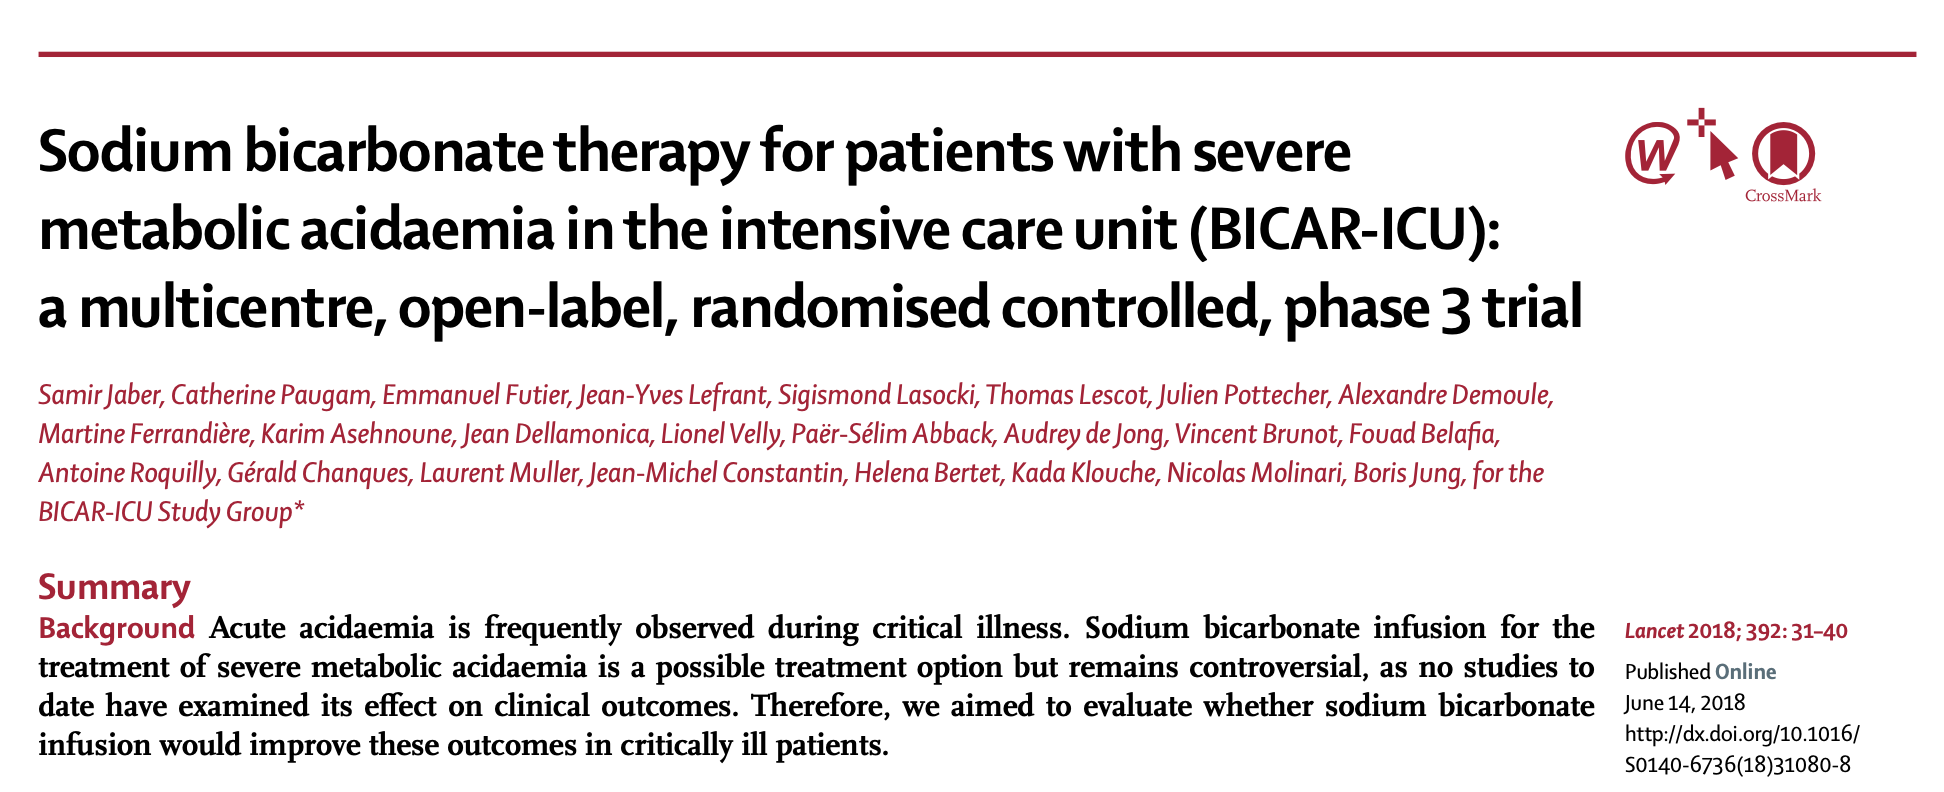 Sodium bicarbonate therapy for patients with severe
metabolic acidaemia in the intensive care unit (BICAR-ICU):
a multicentre, open-label, randomised controlled, phase 3 trial
W
CrossMark
Samir Jaber, Catherine Paugam, Emmanuel Futier, Jean-Yves Lefrant, Sigismond Lasocki, Thomas Lescot, Julien Pottecher, Alexandre Demoule,
Martine Ferrandière, Karim Asehnoune, Jean Dellamonica, Lionel Velly, Paër-Sélim Abback, Audrey de Jong, Vincent Brunot, Fouad Belafia,
Antoine Roquilly, Gérald Chanques, Laurent Muller, Jean-Michel Constantin, Helena Bertet, Kada Klouche, Nicolas Molinari, Boris Jung, for the
BICAR-ICU Study Group*
Summary
Background Acute acidaemia is frequently observed during critical illness. Sodium bicarbonate infusion for the
treatment of severe metabolic acidaemia is a possible treatment option but remains controversial, as no studies to
date have examined its effect on clinical outcomes. Therefore, we aimed to evaluate whether sodium bicarbonate
infusion would improve these outcomes in critically ill patients.
Lancet 2018; 392: 31–40
Published Online
June 14, 2018
http://dx.doi.org/10.1016/
S0140-6736(18)31080-8